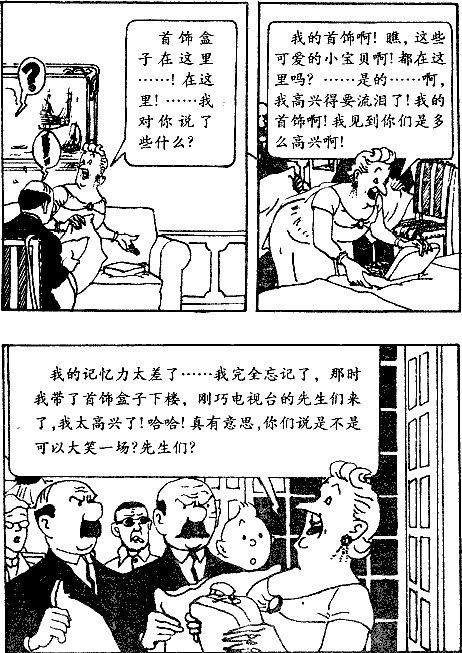 首饰盒
子在这里
……！在这
里！……我
对你说了
些什么？
？
！
我的首饰啊！瞧，这些
可爱的小宝贝啊！都在这
里吗？……是的……啊，
我高兴得要流泪了！我的
首饰啊！我见到你们是多
么高兴啊！
我的记忆力太差了……我完全忘记了，那时
我带了首饰盒子下楼，刚巧电视台的先生们来
了，我太高兴了！哈哈！真有意思，你们说是不是
可以大笑一场？先生们？